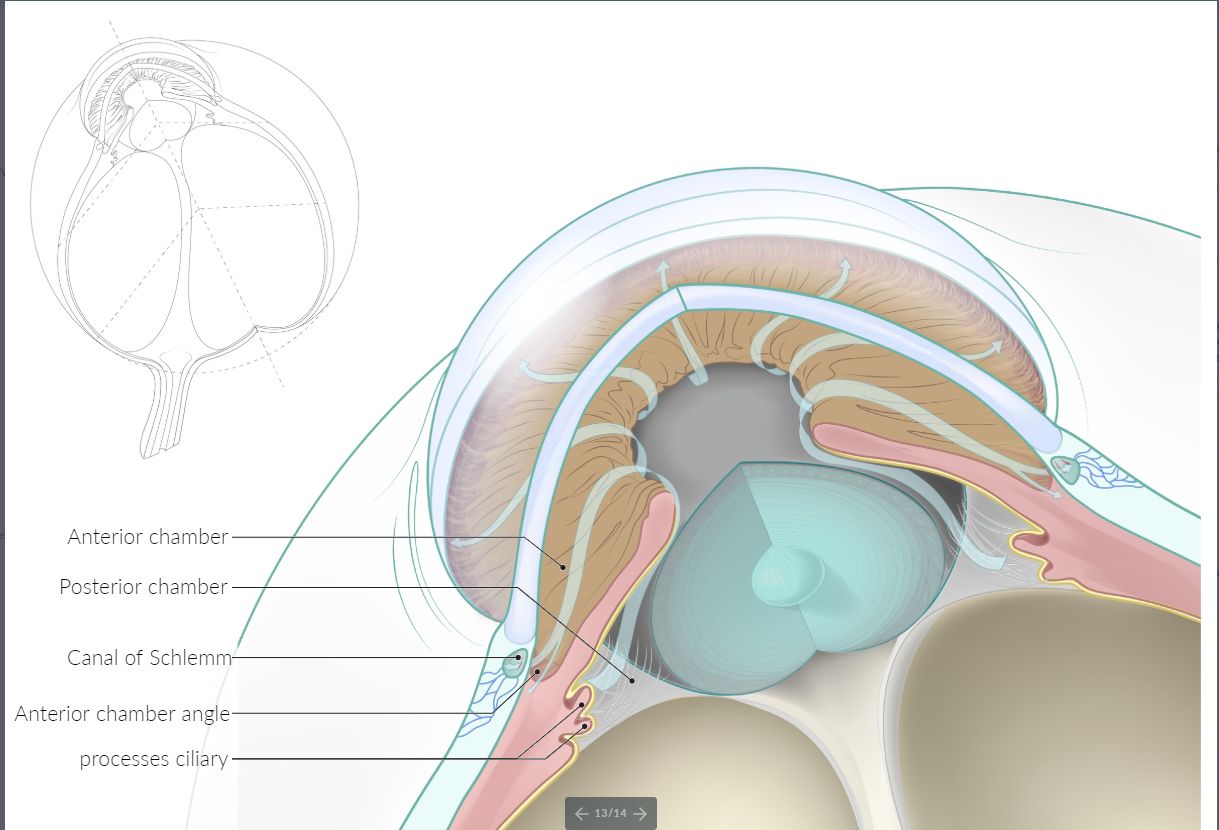 Anterior chamber
Posterior chamber
Canal of Schlemm
Anterior chamber angle
processes ciliary
13/14